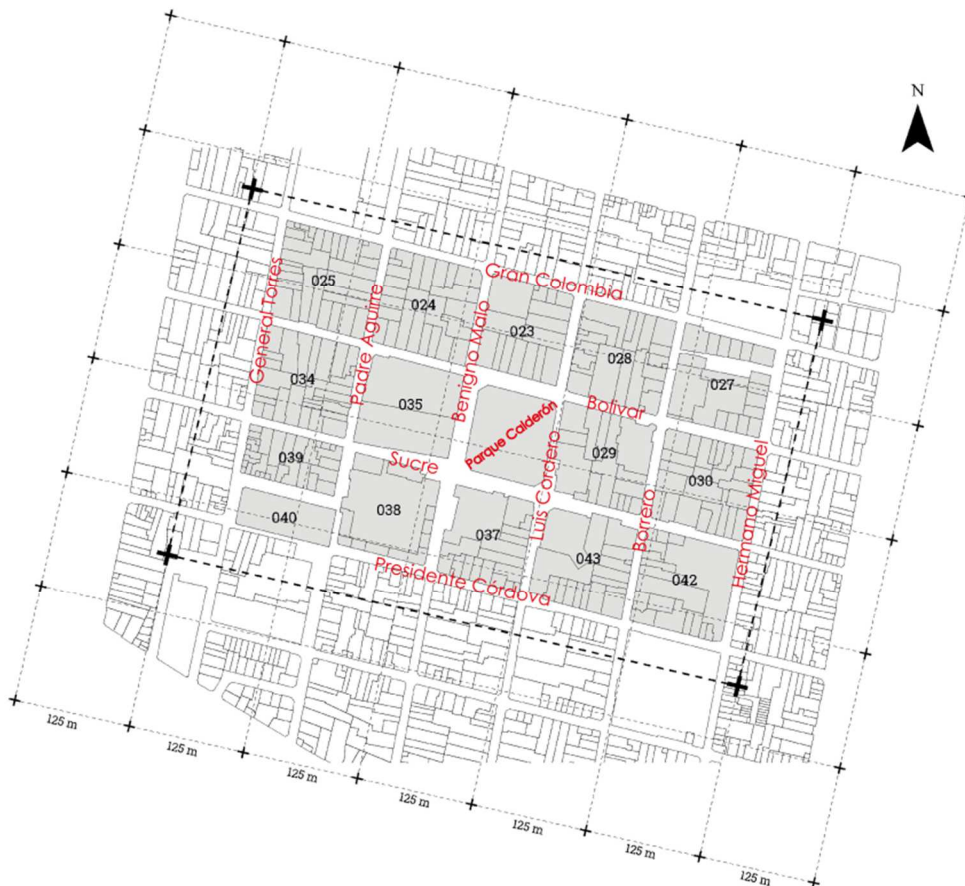 N
Gran Colombia
General Torres
025
Padre Aguirre
024
Benigno Malo
023
028
027
034
035
Parque Calderón
Bolívar
029
Luis Cordero
030
Hermano Miguel
039
Sucre
Borrero
040
038
037
043
042
Presidente Córdova
125 m
125 m
125 m
125 m
125 m
125 m
125 m